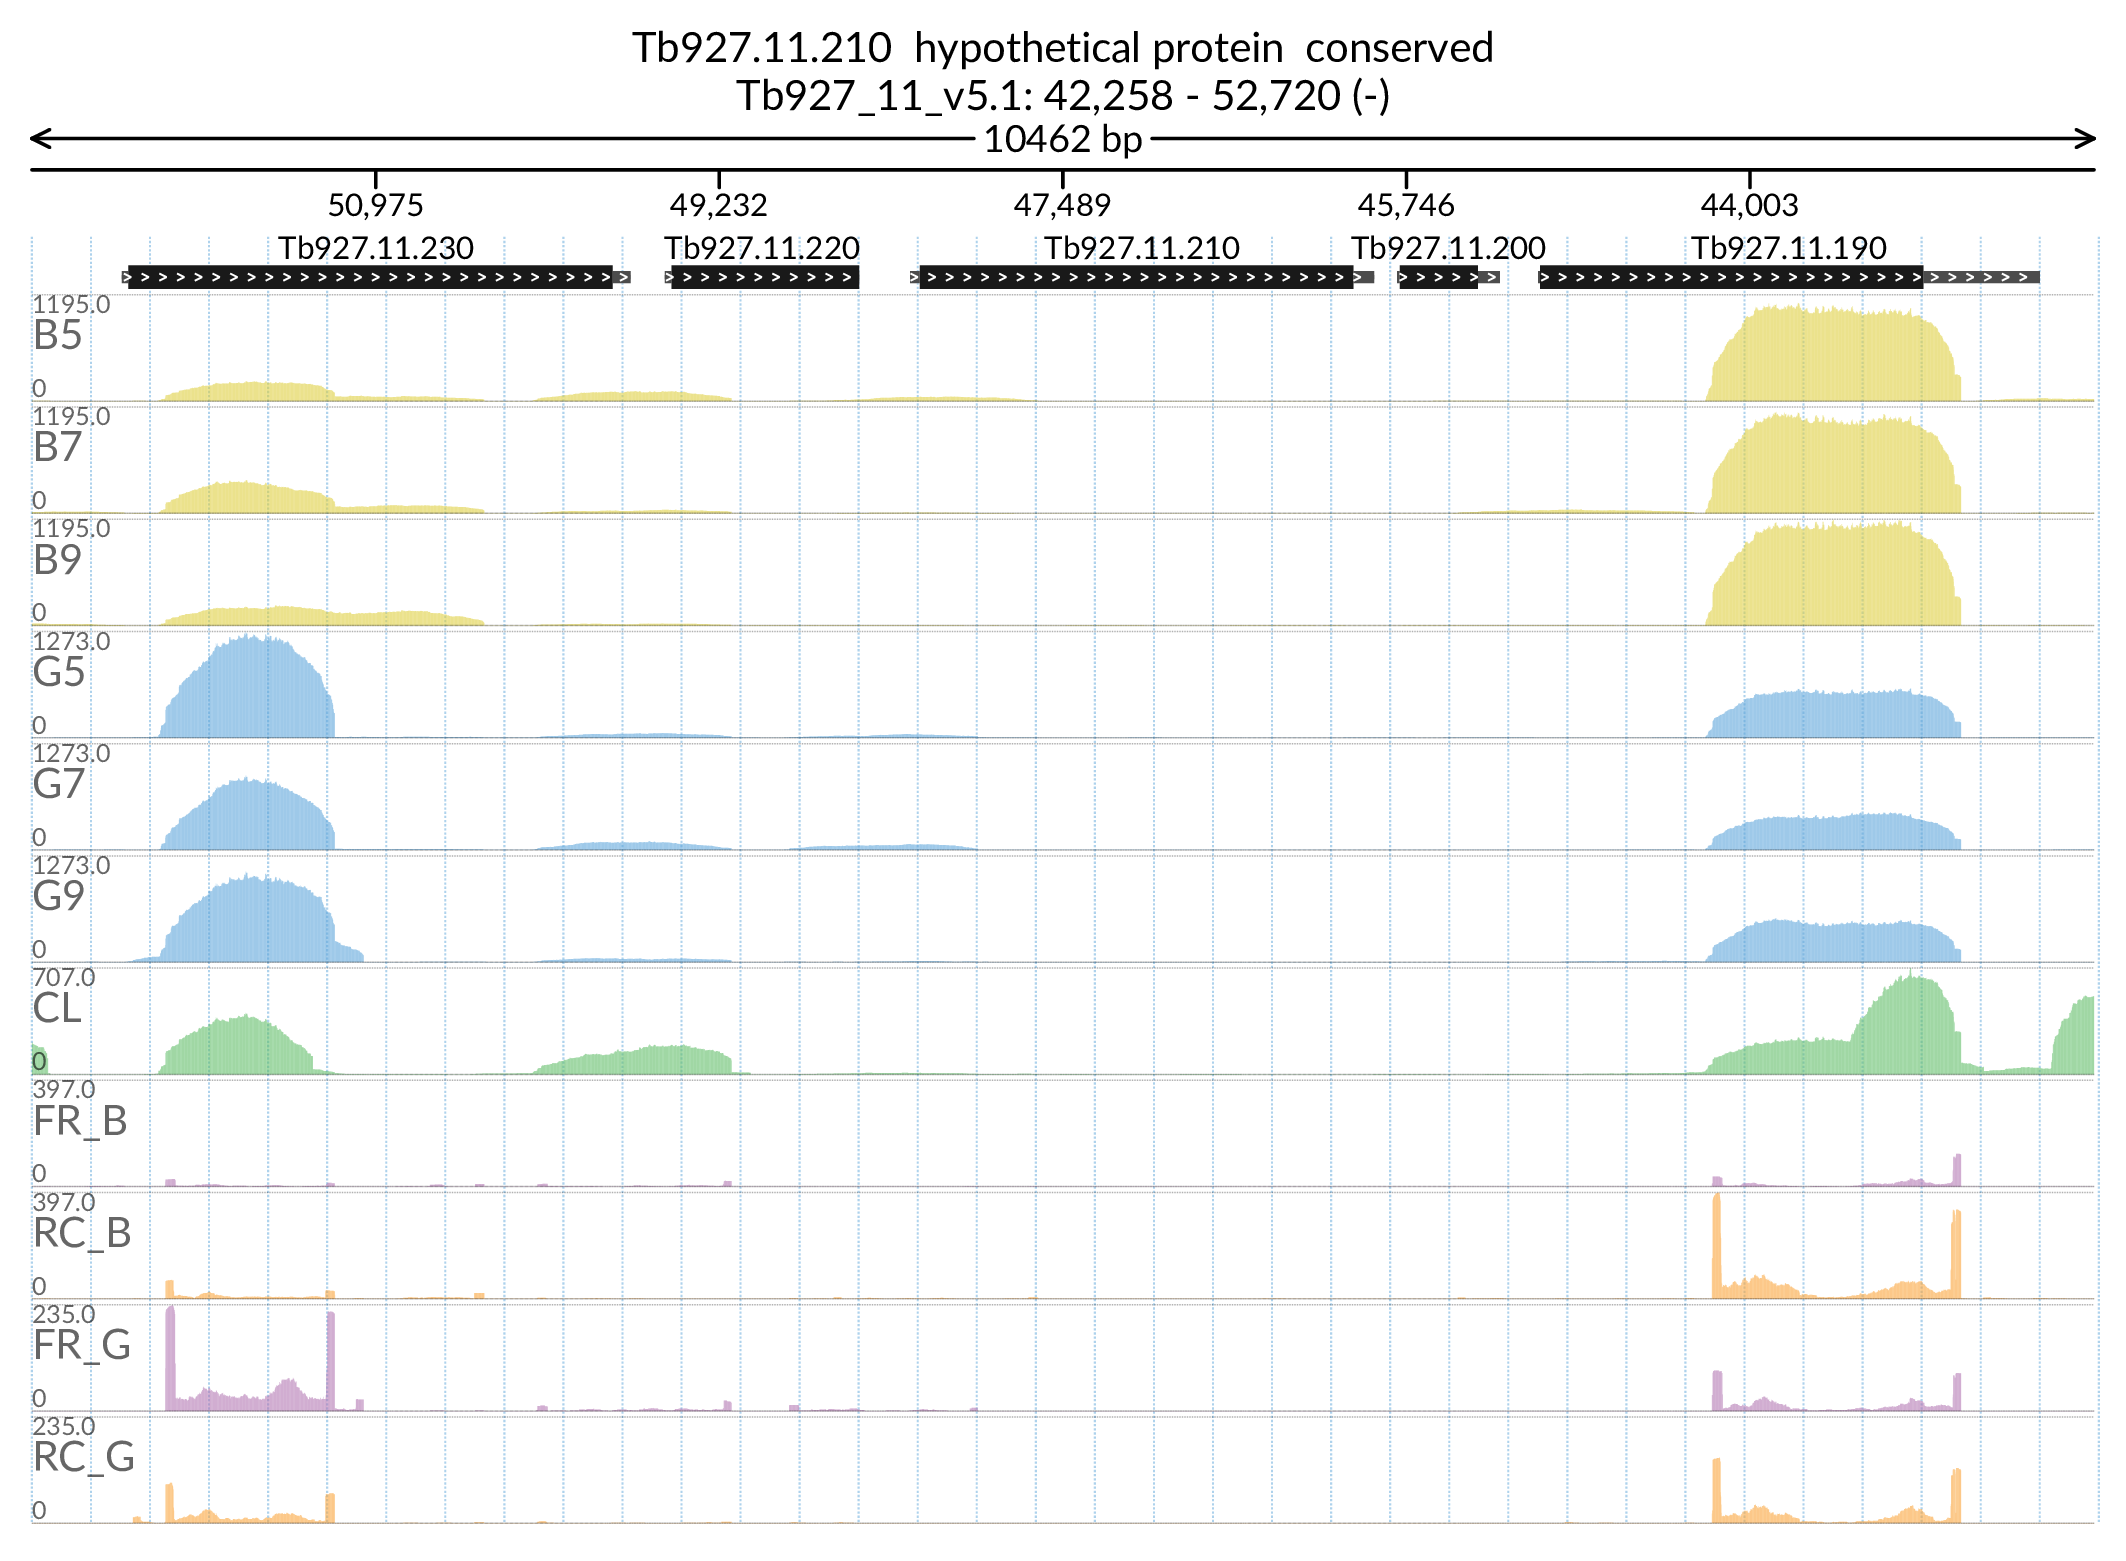 Tb927.11.210 hypothetical protein conserved
Tb927_11_v5.1: 42,258 - 52,720 (-)
10462 bp
50,975 49,232 47,489 45,746 44,003
Tb927.11.230 Tb927.11.220 Tb927.11.210 Tb927.11.200 Tb927.11.190
1195.0
B5
0
1195.0
B7
0
1195.0
B9
0
1273.0
G5
0
1273.0
G7
0
1273.0
G9
0
707.0
CL
0
397.0
FR_B
0
397.0
RC_B
0
235.0
FR_G
0
235.0
RC_G
0